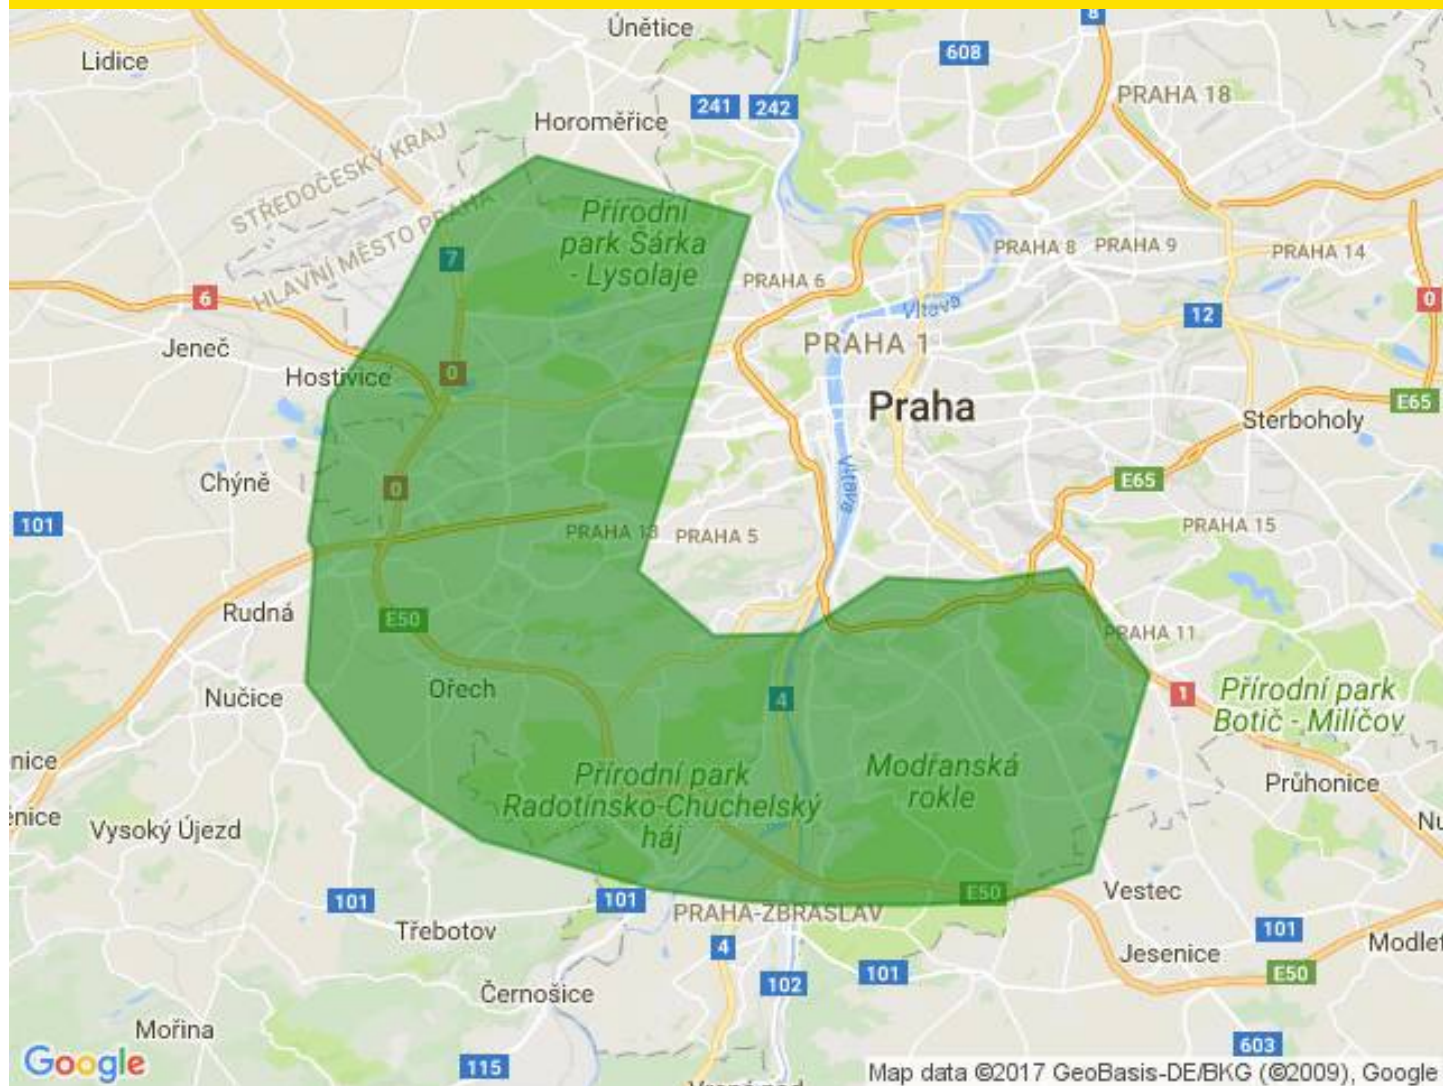 Únětice
8
608
Lidice
PRAHA 18
241
242
Horoměřice
STŘEDOČESKÝ KRAJ
HLAVNÍ MĚSTO PRAHA
Přírodní
park Šárka
- Lysolaje
7
PRAHA 8
PRAHA 9
PRAHA 14
PRAHA 6
6
0
Vltava
12
Jeneč
PRAHA 1
Hostivice
0
Praha
E65
Sterboholy
Chýně
0
E65
Vltava
101
PRAHA 13
PRAHA 5
PRAHA 15
Rudná
E50
PRAHA 11
Nučice
Ořech
4
1
Přírodní park
Botič - Milíčov
nice
Přírodní park
Radotínsko-Chuchelský
háj
Modřanská
rokle
Průhonice
ěnice
Vysoký Újezd
Nu
101
101
E50
Vestec
PRAHA-ZBRASLAV
Třebotov
4
101
Modlet
Jesenice
101
E50
102
Černošice
Mořina
603
Google
115
Map data ©2017 GeoBasis-DE/BKG (©2009), Google